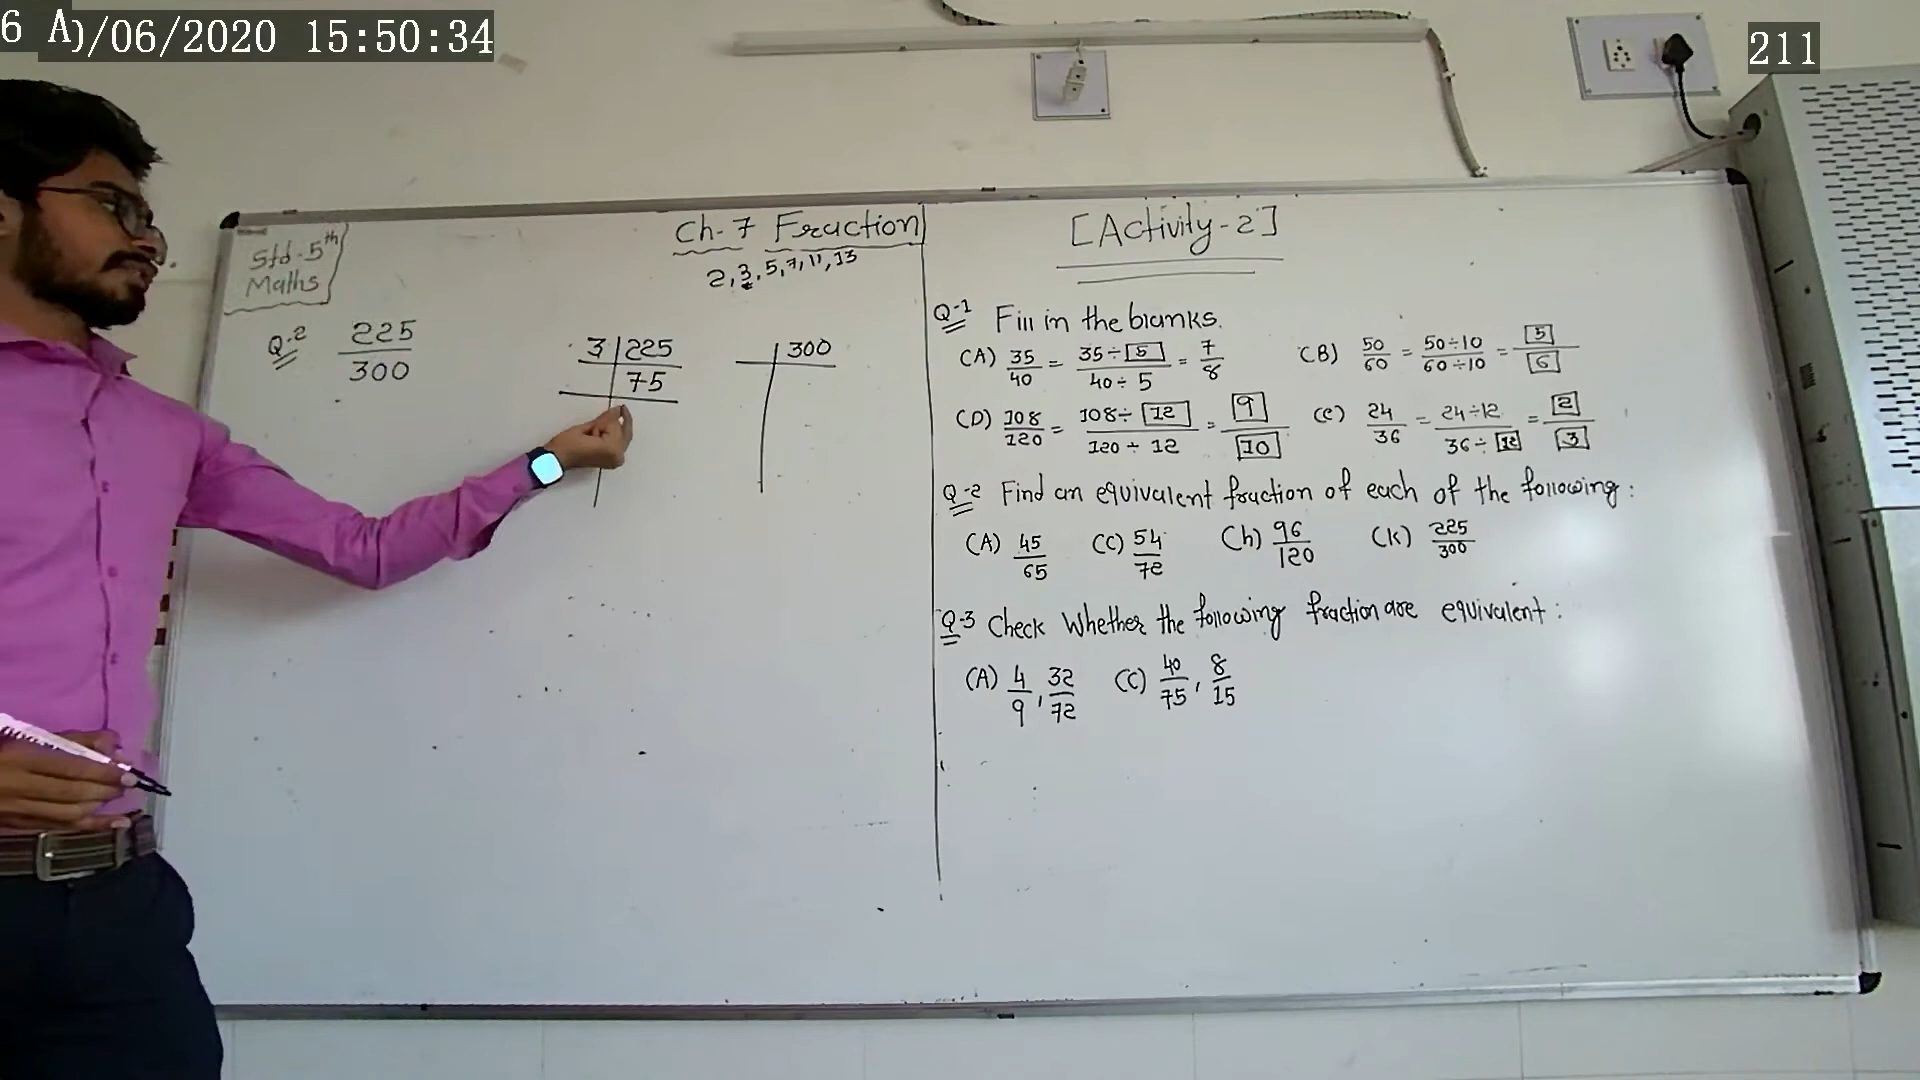 6 A
)/06/2020 15:50:34
211
Std-5th
Maths
Ch-7 Fraction
2, 3, 5, 7, 11, 13
Q-2 225/300
3 | 225
75
300
[Activity-2]
Q-1 Fill in the blanks.
(A) 35/40 = 35÷5/40÷5 = 7/8 (B) 50/60 = 50÷10/60÷10 = 5/6
(D) 108/120 = 108÷12/120÷12 = 9/10 (e) 24/36 = 24÷12/36÷12 = 2/3
Q-2 Find an equivalent fraction of each of the following:
(A) 45/65 (C) 54/72 (h) 96/120 (K) 225/300
Q-3 Check Whether the following fraction are equivalent:
(A) 4/9, 32/72 (C) 40/75, 8/15